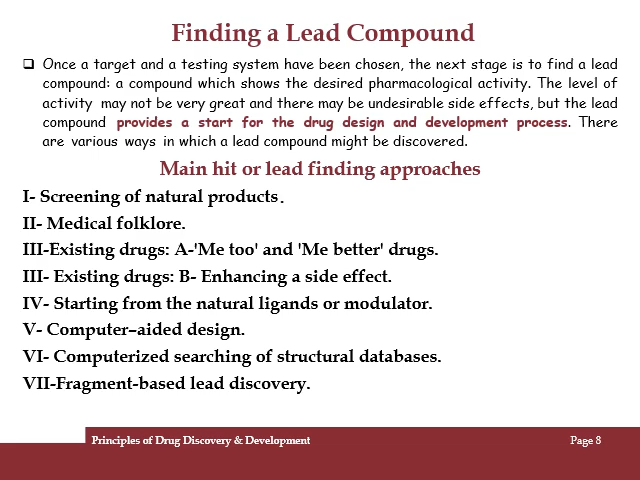 Finding a Lead Compound
❑ Once a target and a testing system have been chosen, the next stage is to find a lead
compound: a compound which shows the desired pharmacological activity. The level of
activity may not be very great and there may be undesirable side effects, but the lead
compound provides a start for the drug design and development process. There
are various ways in which a lead compound might be discovered.
Main hit or lead finding approaches
I- Screening of natural products.
II- Medical folklore.
III-Existing drugs: A-'Me too' and 'Me better' drugs.
III- Existing drugs: B- Enhancing a side effect.
IV- Starting from the natural ligands or modulator.
V- Computer–aided design.
VI- Computerized searching of structural databases.
VII-Fragment-based lead discovery.
Principles of Drug Discovery & Development
Page 8